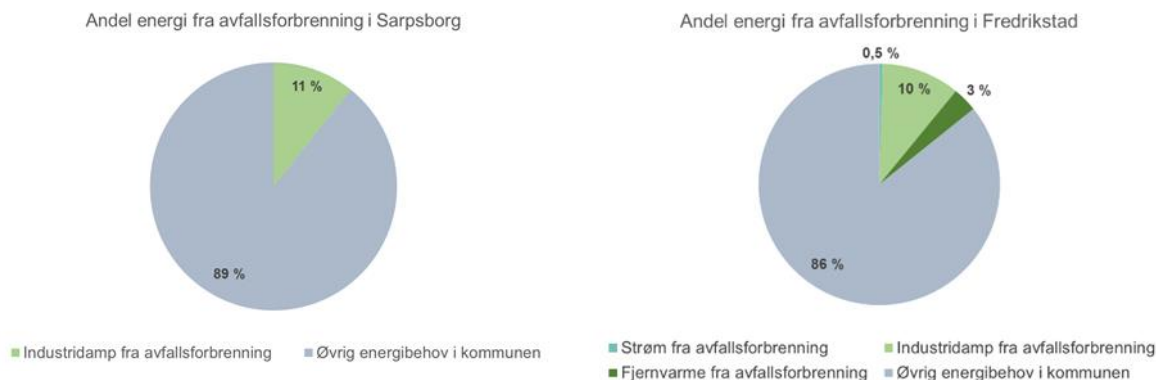 Andel energi fra avfallsforbrenning i Sarpsborg
11 %
89 %
Industridamp fra avfallsforbrenning
Øvrig energibehov i kommunen
Andel energi fra avfallsforbrenning i Fredrikstad
0,5 %
10 %
3 %
86 %
Strøm fra avfallsforbrenning
Industridamp fra avfallsforbrenning
Fjernvarme fra avfallsforbrenning
Øvrig energibehov i kommunen